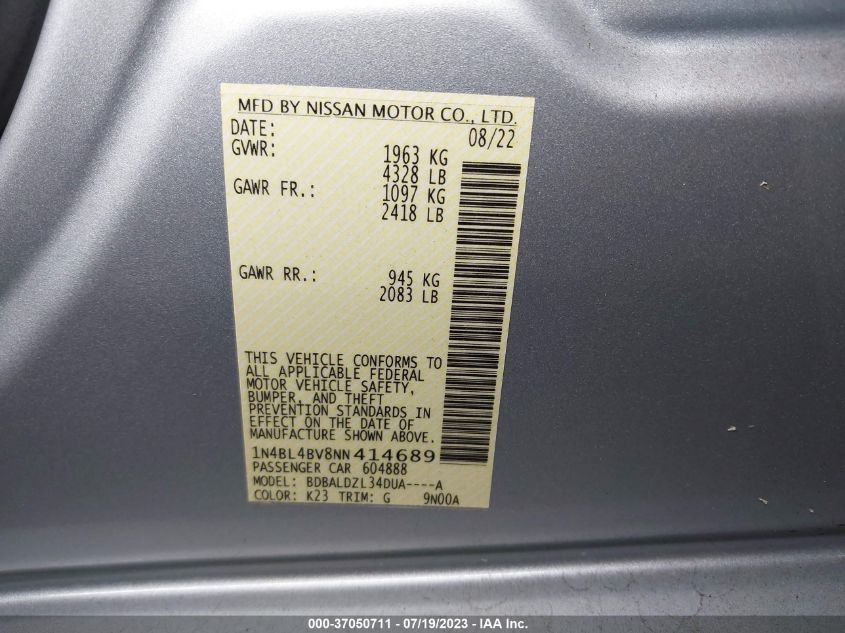 MFD BY NISSAN MOTOR CO., LTD.
DATE: 08/22
GVWR: 1963 KG
4328 LB
GAWR FR.: 1097 KG
2418 LB
GAWR RR.: 945 KG
2083 LB
THIS VEHICLE CONFORMS TO
ALL APPLICABLE FEDERAL
MOTOR VEHICLE SAFETY,
BUMPER, AND THEFT
PREVENTION STANDARDS IN
EFFECT ON THE DATE OF
MANUFACTURE SHOWN ABOVE.
1N4BL4BV8NN414689
PASSENGER CAR 604888
MODEL: BDBALDZL34DUA----A
COLOR: K23 TRIM: G 9N00A
000-37050711 - 07/19/2023 - IAA Inc.